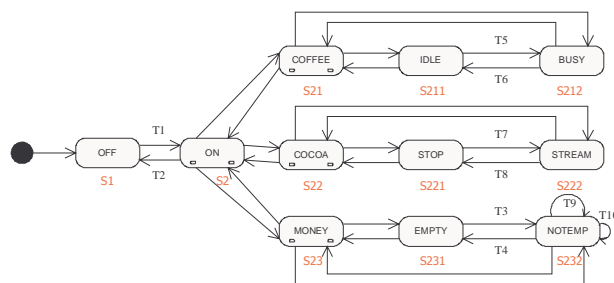 T5
COFFEE
IDLE
BUSY
T6
S21
S211
S212
T1
T7
OFF
ON
COCOA
STOP
STREAM
T2
T8
S1
S2
S22
S221
S222
T9
T3
T10
MONEY
EMPTY
NOTEMP
T4
S23
S231
S232